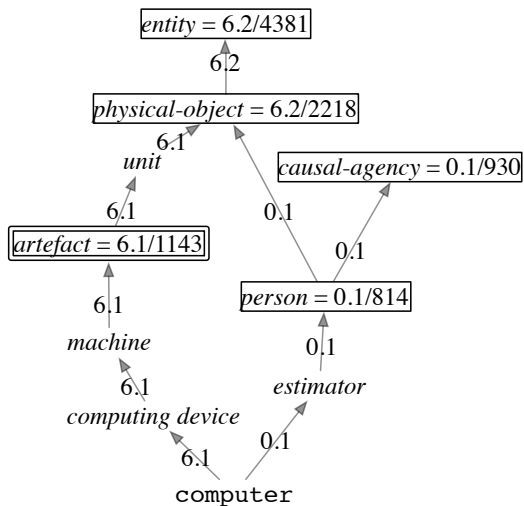 entity = 6.2/4381
6.2
physical-object = 6.2/2218
6.1
unit
causal-agency = 0.1/930
6.1
0.1
artefact = 6.1/1143
0.1
person = 0.1/814
6.1
machine
0.1
6.1
estimator
computing device
0.1
6.1
computer